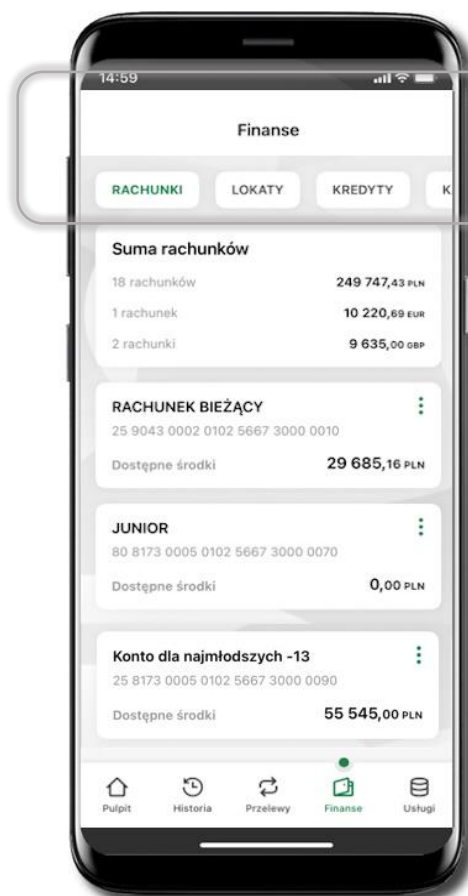 14:59
Finanse
RACHUNKI LOKATY KREDYTY K
Suma rachunków
18 rachunków 249 747,43 PLN
1 rachunek 10 220,69 EUR
2 rachunki 9 635,00 GBP
RACHUNEK BIEŻĄCY
25 9043 0002 0102 5667 3000 0010
Dostępne środki 29 685,16 PLN
JUNIOR
80 8173 0005 0102 5667 3000 0070
Dostępne środki 0,00 PLN
Konto dla najmłodszych -13
25 8173 0005 0102 5667 3000 0090
Dostępne środki 55 545,00 PLN
Pulpit Historia Przelewy Finanse Usługi